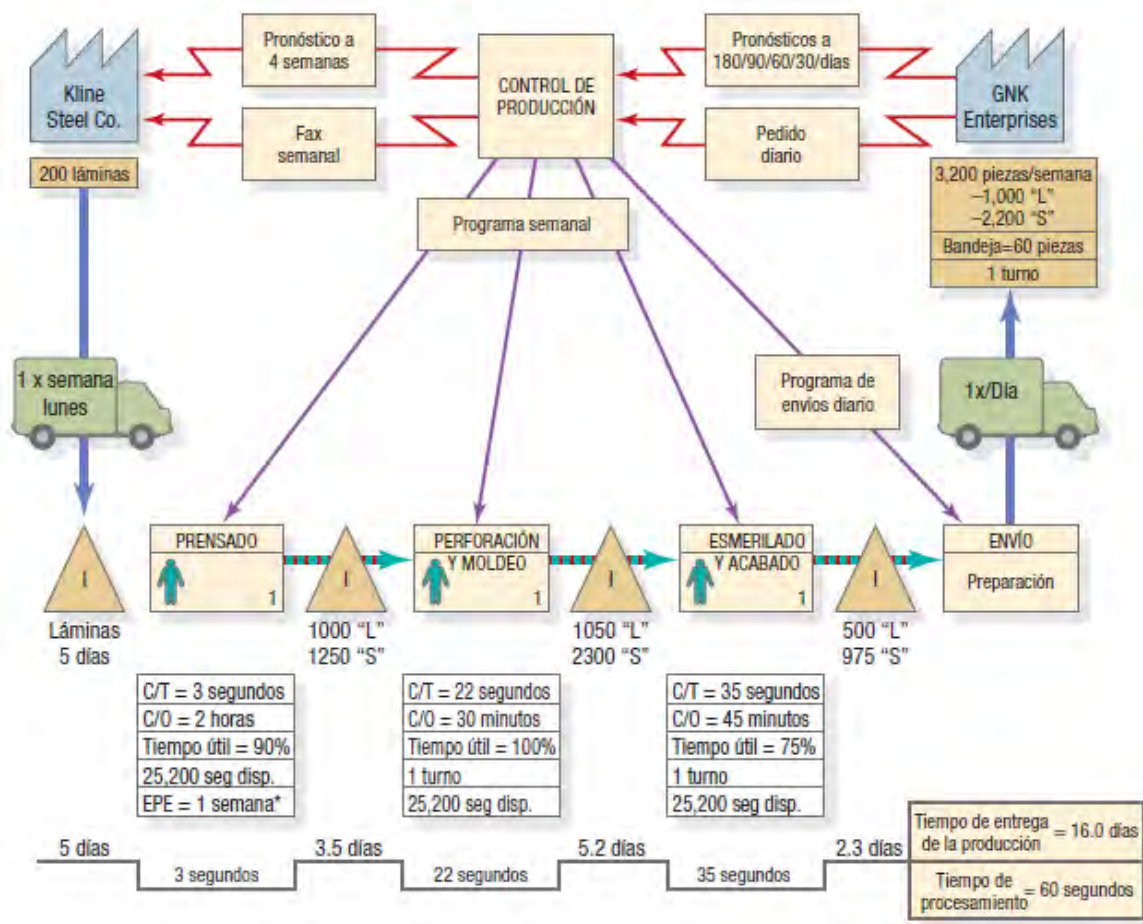 Kline
Steel Co.
Pronóstico a
4 semanas
Fax
semanal
CONTROL DE
PRODUCCIÓN
Pronósticos a
180/90/60/30/días
Pedido
diario
GNK
Enterprises
200 láminas
3,200 piezas/semana
–1,000 “L”
–2,200 “S”
Bandeja=60 piezas
1 turno
Programa semanal
1 x semana
lunes
Programa de
envíos diario
1x/Día
I
Láminas
5 días
PRENSADO
1
I
1000 “L”
1250 “S”
PERFORACIÓN
Y MOLDEO
1
I
1050 “L”
2300 “S”
ESMERILADO
Y ACABADO
1
I
500 “L”
975 “S”
ENVÍO
Preparación
C/T = 3 segundos
C/O = 2 horas
Tiempo útil = 90%
25,200 seg disp.
EPE = 1 semana*
C/T = 22 segundos
C/O = 30 minutos
Tiempo útil = 100%
1 turno
25,200 seg disp.
C/T = 35 segundos
C/O = 45 minutos
Tiempo útil = 75%
1 turno
25,200 seg disp.
5 días
3 segundos
3.5 días
22 segundos
5.2 días
35 segundos
2.3 días
Tiempo de entrega
de la producción = 16.0 días
Tiempo de
procesamiento = 60 segundos